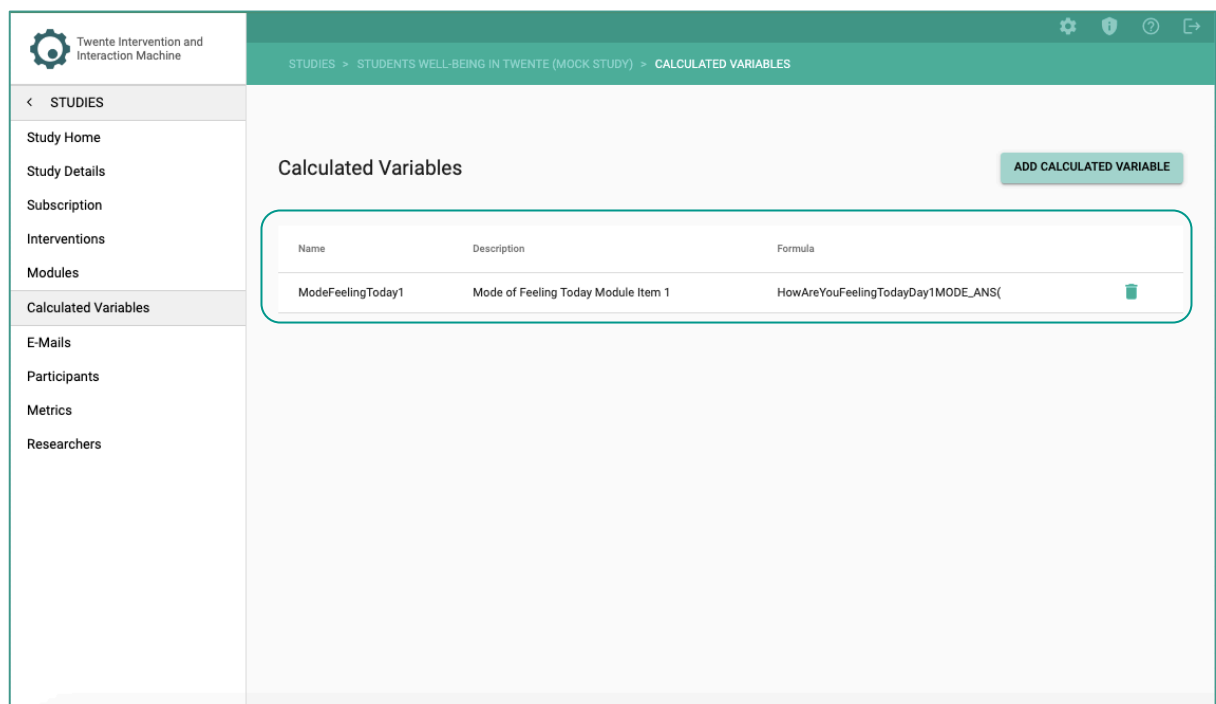 Twente Intervention and
Interaction Machine
STUDIES > STUDENTS WELL-BEING IN TWENTE (MOCK STUDY) > CALCULATED VARIABLES
< STUDIES
Study Home
Study Details
Subscription
Interventions
Modules
Calculated Variables
E-Mails
Participants
Metrics
Researchers
Calculated Variables
ADD CALCULATED VARIABLE
Name Description Formula
ModeFeelingToday1 Mode of Feeling Today Module Item 1 HowAreYouFeelingTodayDay1MODE_ANS(